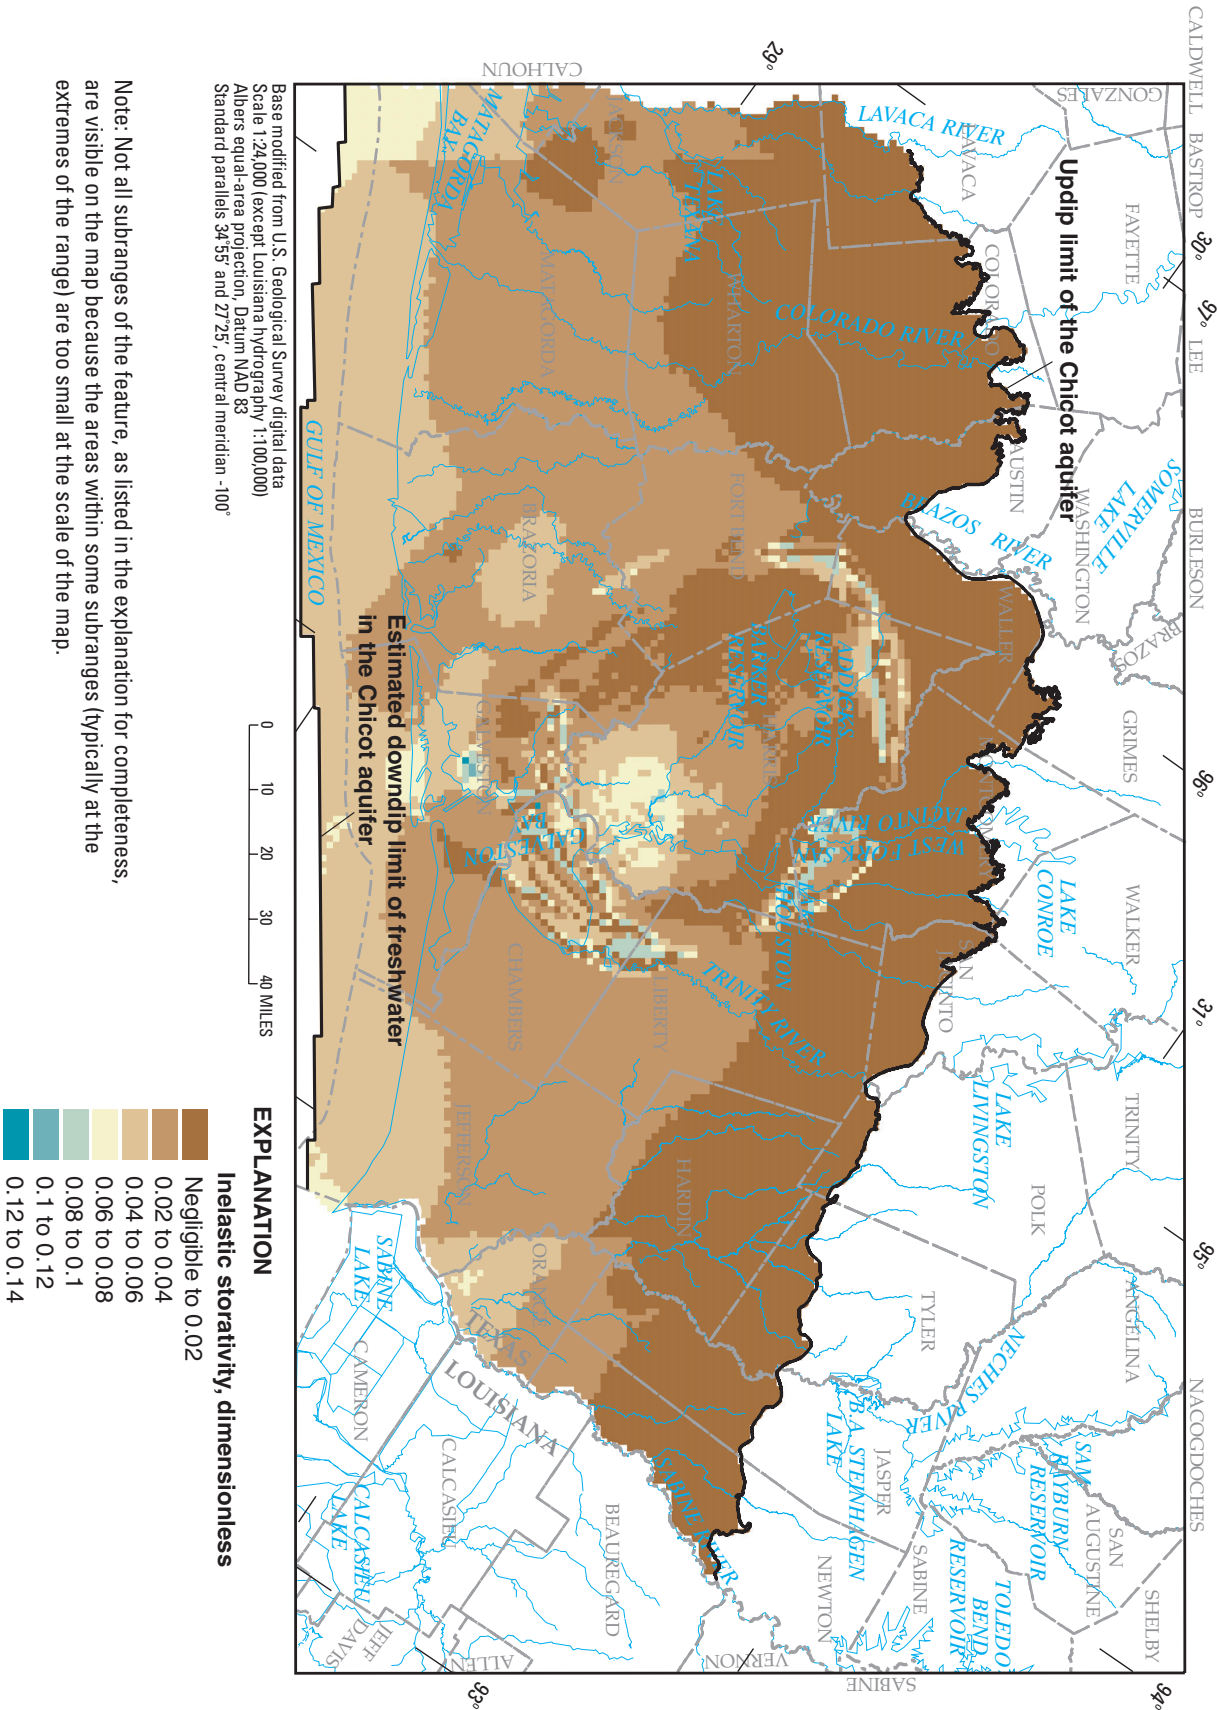 CALDWELL
BASTROP
30°
97°
LEE
BURLESON
BRAZOS
GRIMES
96°
WALKER
31°
TRINITY
95°
ANGELINA
NACOGDOCHES
SHELBY
94°
GONZALES
FAYETTE
WASHINGTON
SOMERVILLE
LAKE
LAVACA RIVER
LAVACA
Updip limit of the Chicot aquifer
COLORADO
AUSTIN
BRAZOS RIVER
WALLER
MONTGOMERY
LAKE
CONROE
SAN
JACINTO
LAKE
LIVINGSTON
POLK
TYLER
NECHES RIVER
SAM
RAYBURN
RESERVOIR
SAN
AUGUSTINE
JASPER
B.A. STEINHAGEN
LAKE
SABINE
TOLEDO
BEND
RESERVOIR
NEWTON
SABINE
VERNON
29°
CALHOUN
JACKSON
LAKE
TEXANA
WHARTON
COLORADO RIVER
FORT BEND
BARKER
RESERVOIR
ADDICKS
RESERVOIR
HARRIS
WEST FORK SAN
JACINTO RIVER
LAKE
HOUSTON
TRINITY RIVER
LIBERTY
HARDIN
SABINE RIVER
BEAUREGARD
MATAGORDA
BAY
MATAGORDA
BRAZORIA
GALVESTON
GALVESTON
BAY
CHAMBERS
JEFFERSON
ORANGE
TEXAS
LOUISIANA
CALCASIEU
ALLEN
93°
GULF OF MEXICO
Estimated downdip limit of freshwater
in the Chicot aquifer
SABINE
LAKE
CAMERON
CALCASIEU
LAKE
JEFF
DAVIS
Base modified from U.S. Geological Survey digital data
Scale 1:24,000 (except Louisiana hydrography 1:100,000)
Albers equal-area projection, Datum NAD 83
Standard parallels 34°55' and 27°25', central meridian -100°
0 10 20 30 40 MILES
EXPLANATION
Inelastic storativity, dimensionless
Negligible to 0.02
0.02 to 0.04
0.04 to 0.06
0.06 to 0.08
0.08 to 0.1
0.1 to 0.12
0.12 to 0.14
Note: Not all subranges of the feature, as listed in the explanation for completeness,
are visible on the map because the areas within some subranges (typically at the
extremes of the range) are too small at the scale of the map.